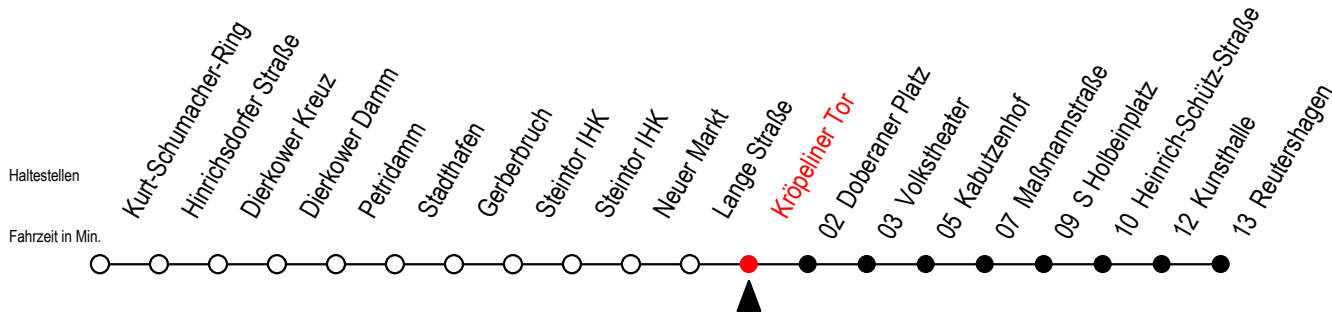 Haltestellen
Fahrzeit in Min.
Kurt-Schumacher-Ring
Hinrichsdorfer Straße
Dierkower Kreuz
Dierkower Damm
Petridamm
Stadthafen
Gerberbruch
Steintor IHK
Steintor IHK
Neuer Markt
Lange Straße
Kröpeliner Tor
02 Doberaner Platz
03 Volkstheater
05 Kabutzenhof
07 Maßmannstraße
09 S Holbeinplatz
10 Heinrich-Schütz-Straße
12 Kunsthalle
13 Reutershagen